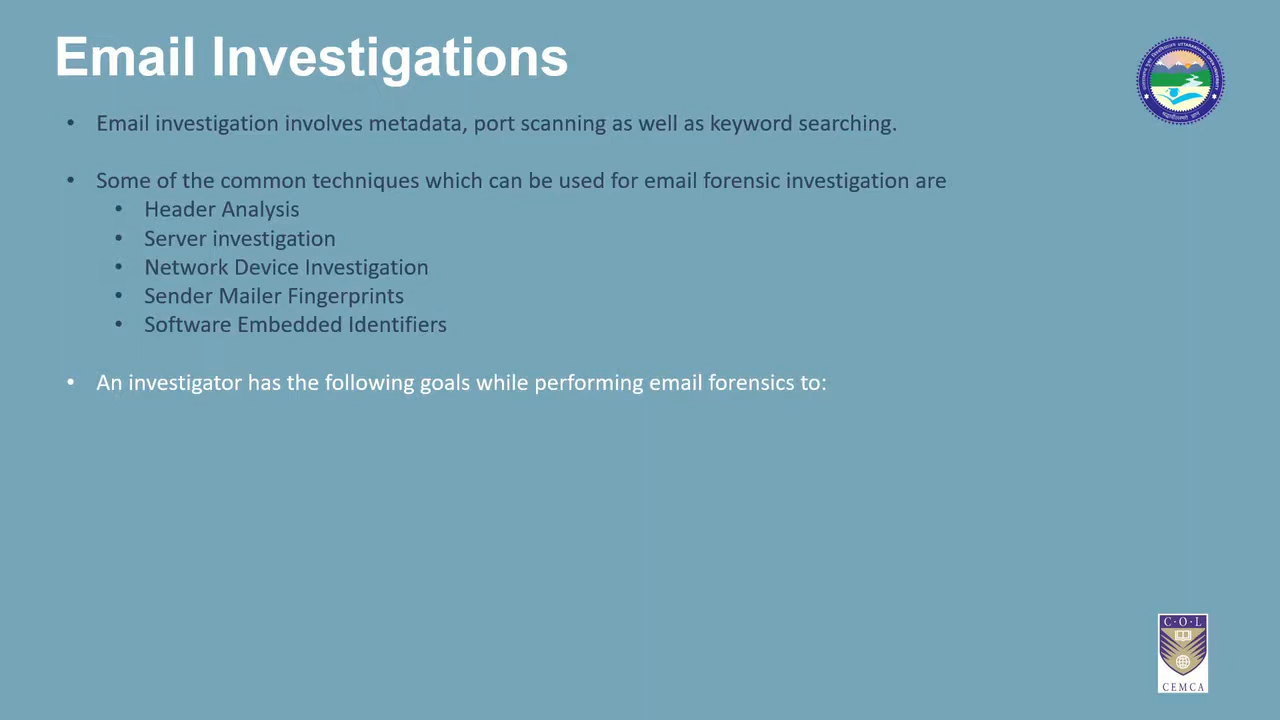 Email Investigations
• Email investigation involves metadata, port scanning as well as keyword searching.
• Some of the common techniques which can be used for email forensic investigation are
• Header Analysis
• Server investigation
• Network Device Investigation
• Sender Mailer Fingerprints
• Software Embedded Identifiers
• An investigator has the following goals while performing email forensics to:
C·O·L
CEMCA